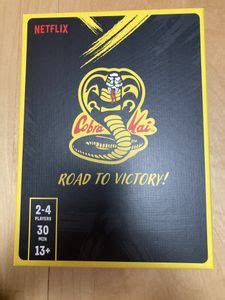 NETFLIX
Cobra Kai
ROAD TO VICTORY!
2-4
PLAYERS
30
MIN
13+